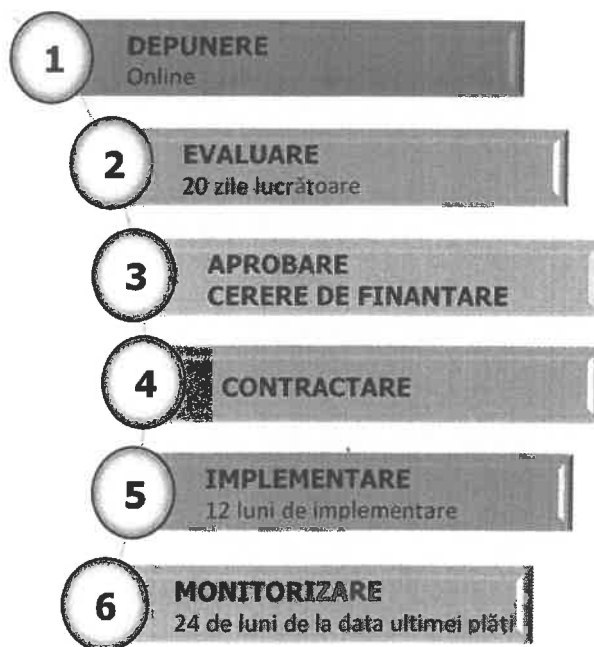 1
DEPUNERE
Online
2
EVALUARE
20 zile lucrătoare
3
APROBARE
CERERE DE FINANTARE
4
CONTRACTARE
5
IMPLEMENTARE
12 luni de implementare
6
MONITORIZARE
24 de luni de la data ultimei plăți